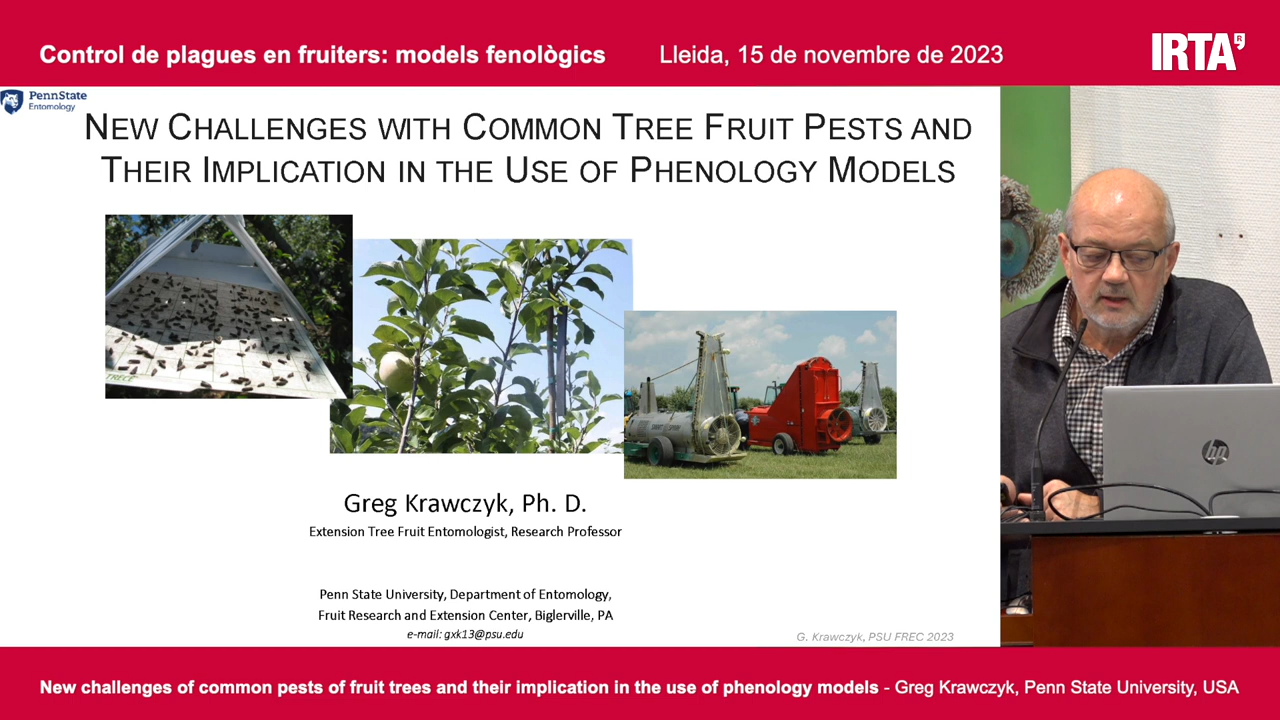 Control de plagues en fruiters: models fenològics
Lleida, 15 de novembre de 2023
IRTA
R
PennState
Entomology
NEW CHALLENGES WITH COMMON TREE FRUIT PESTS AND
THEIR IMPLICATION IN THE USE OF PHENOLOGY MODELS
TRECE
Greg Krawczyk, Ph. D.
Extension Tree Fruit Entomologist, Research Professor
Penn State University, Department of Entomology,
Fruit Research and Extension Center, Biglerville, PA
e-mail: gxk13@psu.edu
G. Krawczyk, PSU FREC 2023
hp
New challenges of common pests of fruit trees and their implication in the use of phenology models - Greg Krawczyk, Penn State University, USA